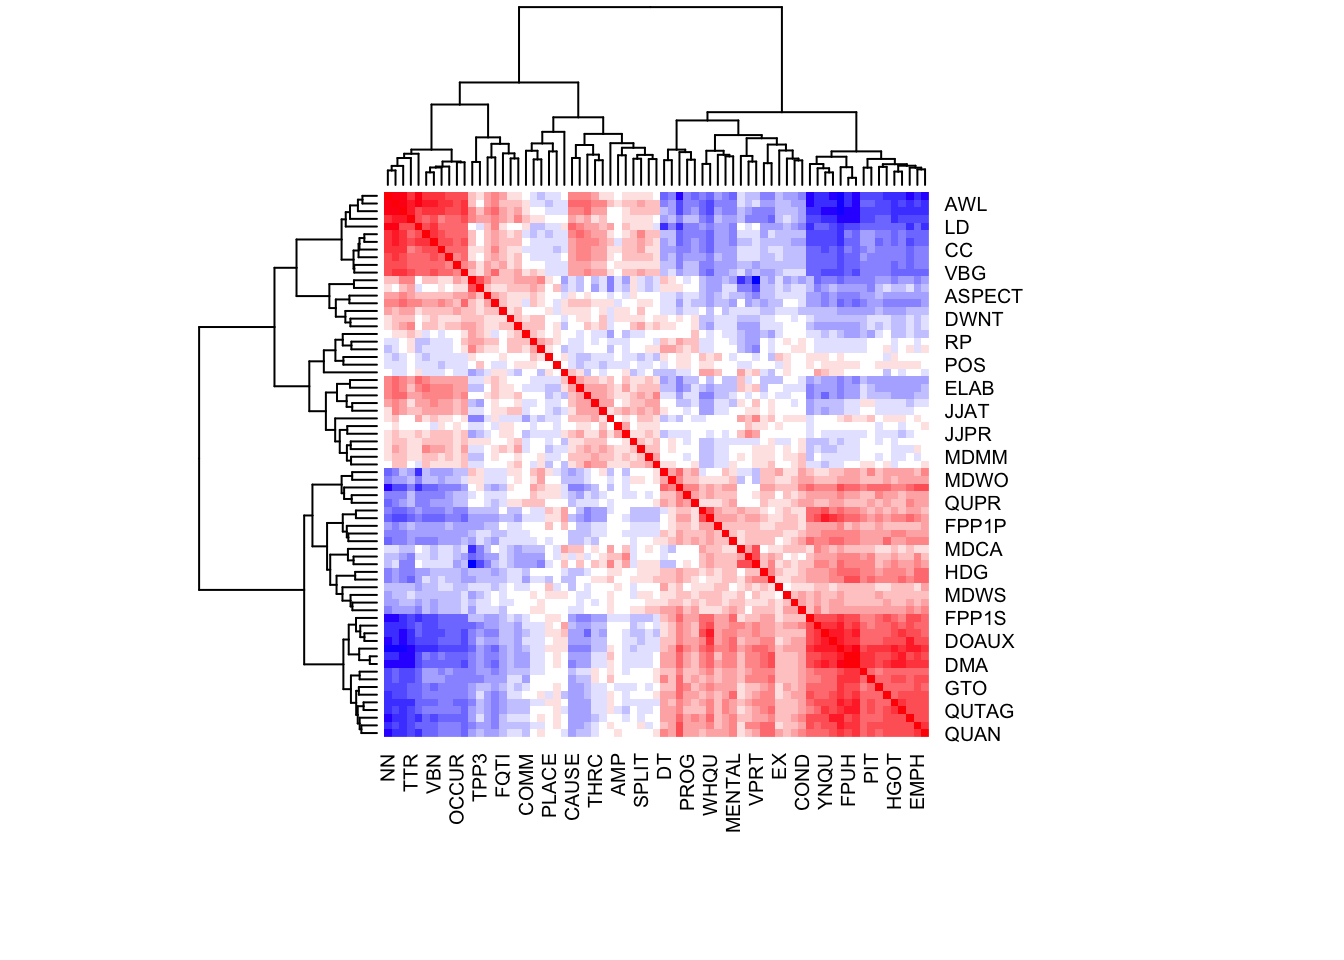 AWL
LD
CC
VBG
ASPECT
DWNT
RP
POS
ELAB
JJAT
JJPR
MDMM
MDWO
QUPR
FPP1P
MDCA
HDG
MDWS
FPP1S
DOAUX
DMA
GTO
QUTAG
QUAN
NN
TTR
VBN
OCCUR
TPP3
FQTI
COMM
PLACE
CAUSE
THRC
AMP
SPLIT
DT
PROG
WHQU
MENTAL
VPRT
EX
COND
YNQU
FPUH
PIT
HGOT
EMPH